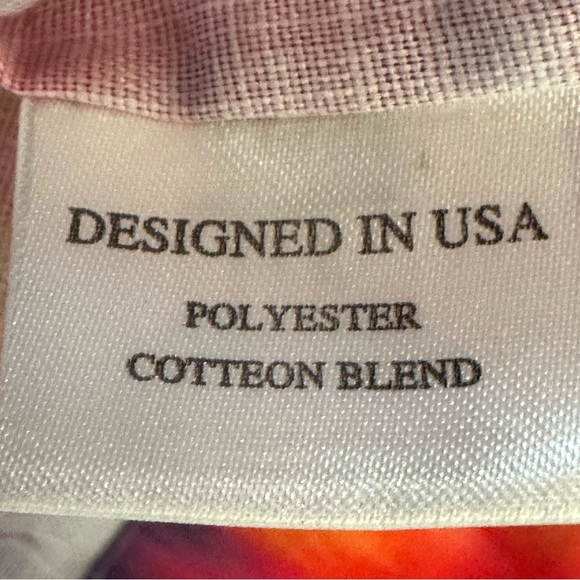 DESIGNED IN USA
POLYESTER
COTTEON BLEND